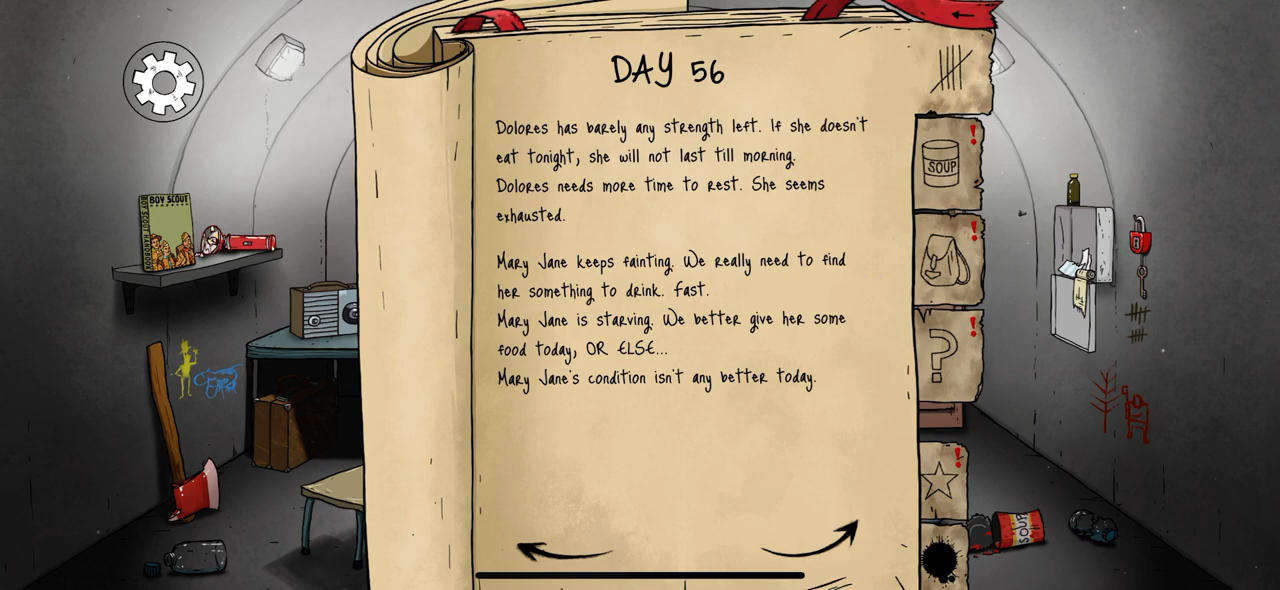 DAY 56
Dolores has barely any strength left. If she doesn't
eat tonight, she will not last till morning.
Dolores needs more time to rest. She seems
exhausted.
Mary Jane keeps fainting. We really need to find
her something to drink. Fast.
Mary Jane is starving. We better give her some
food today, OR ELSE...
Mary Jane's condition isn't any better today.
SOUP
!
!
?
!
!
BOY SCOUT
BOY SCOUT HANDBOOK
SOUP